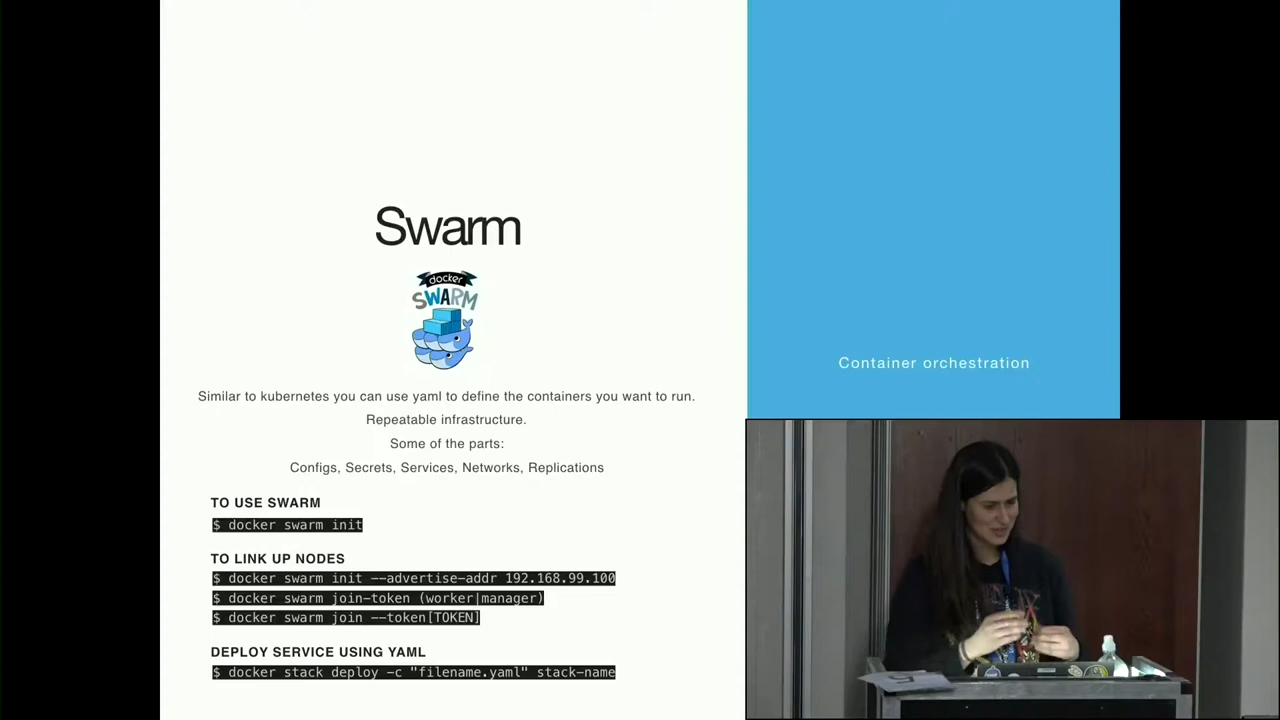 Swarm
docker
SWARM
Similar to kubernetes you can use yaml to define the containers you want to run.
Repeatable infrastructure.
Some of the parts:
Configs, Secrets, Services, Networks, Replications
TO USE SWARM
$ docker swarm init
TO LINK UP NODES
$ docker swarm init --advertise-addr 192.168.99.100
$ docker swarm join-token (worker|manager)
$ docker swarm join --token[TOKEN]
DEPLOY SERVICE USING YAML
$ docker stack deploy -c "filename.yaml" stack-name
Container orchestration